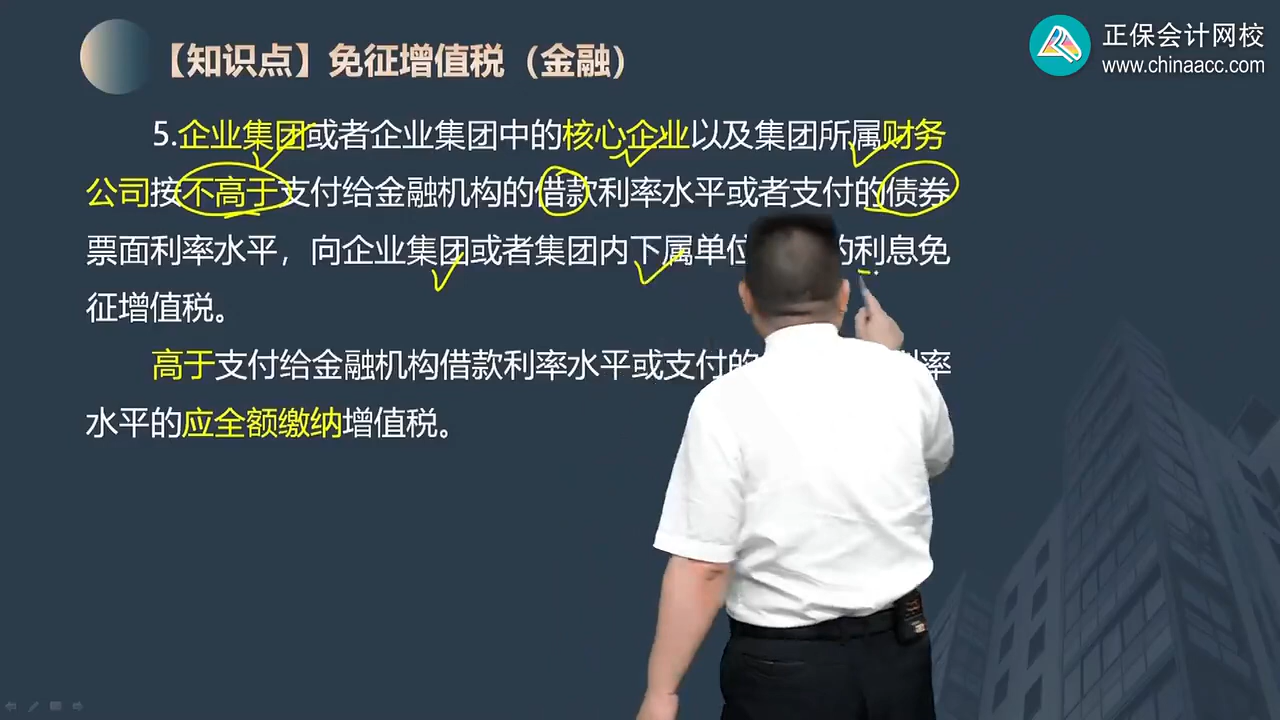 【知识点】免征增值税（金融）
正保会计网校
www.chinaacc.com
5.企业集团或者企业集团中的核心企业以及集团所属财务
公司按不高于支付给金融机构的借款利率水平或者支付的债券
票面利率水平，向企业集团或者集团内下属单位 的利息免
征增值税。
高于支付给金融机构借款利率水平或支付的 率
水平的应全额缴纳增值税。